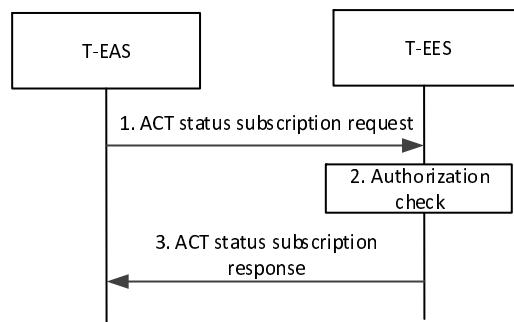 T-EAS
T-EES
1. ACT status subscription request
2. Authorization
check
3. ACT status subscription
response